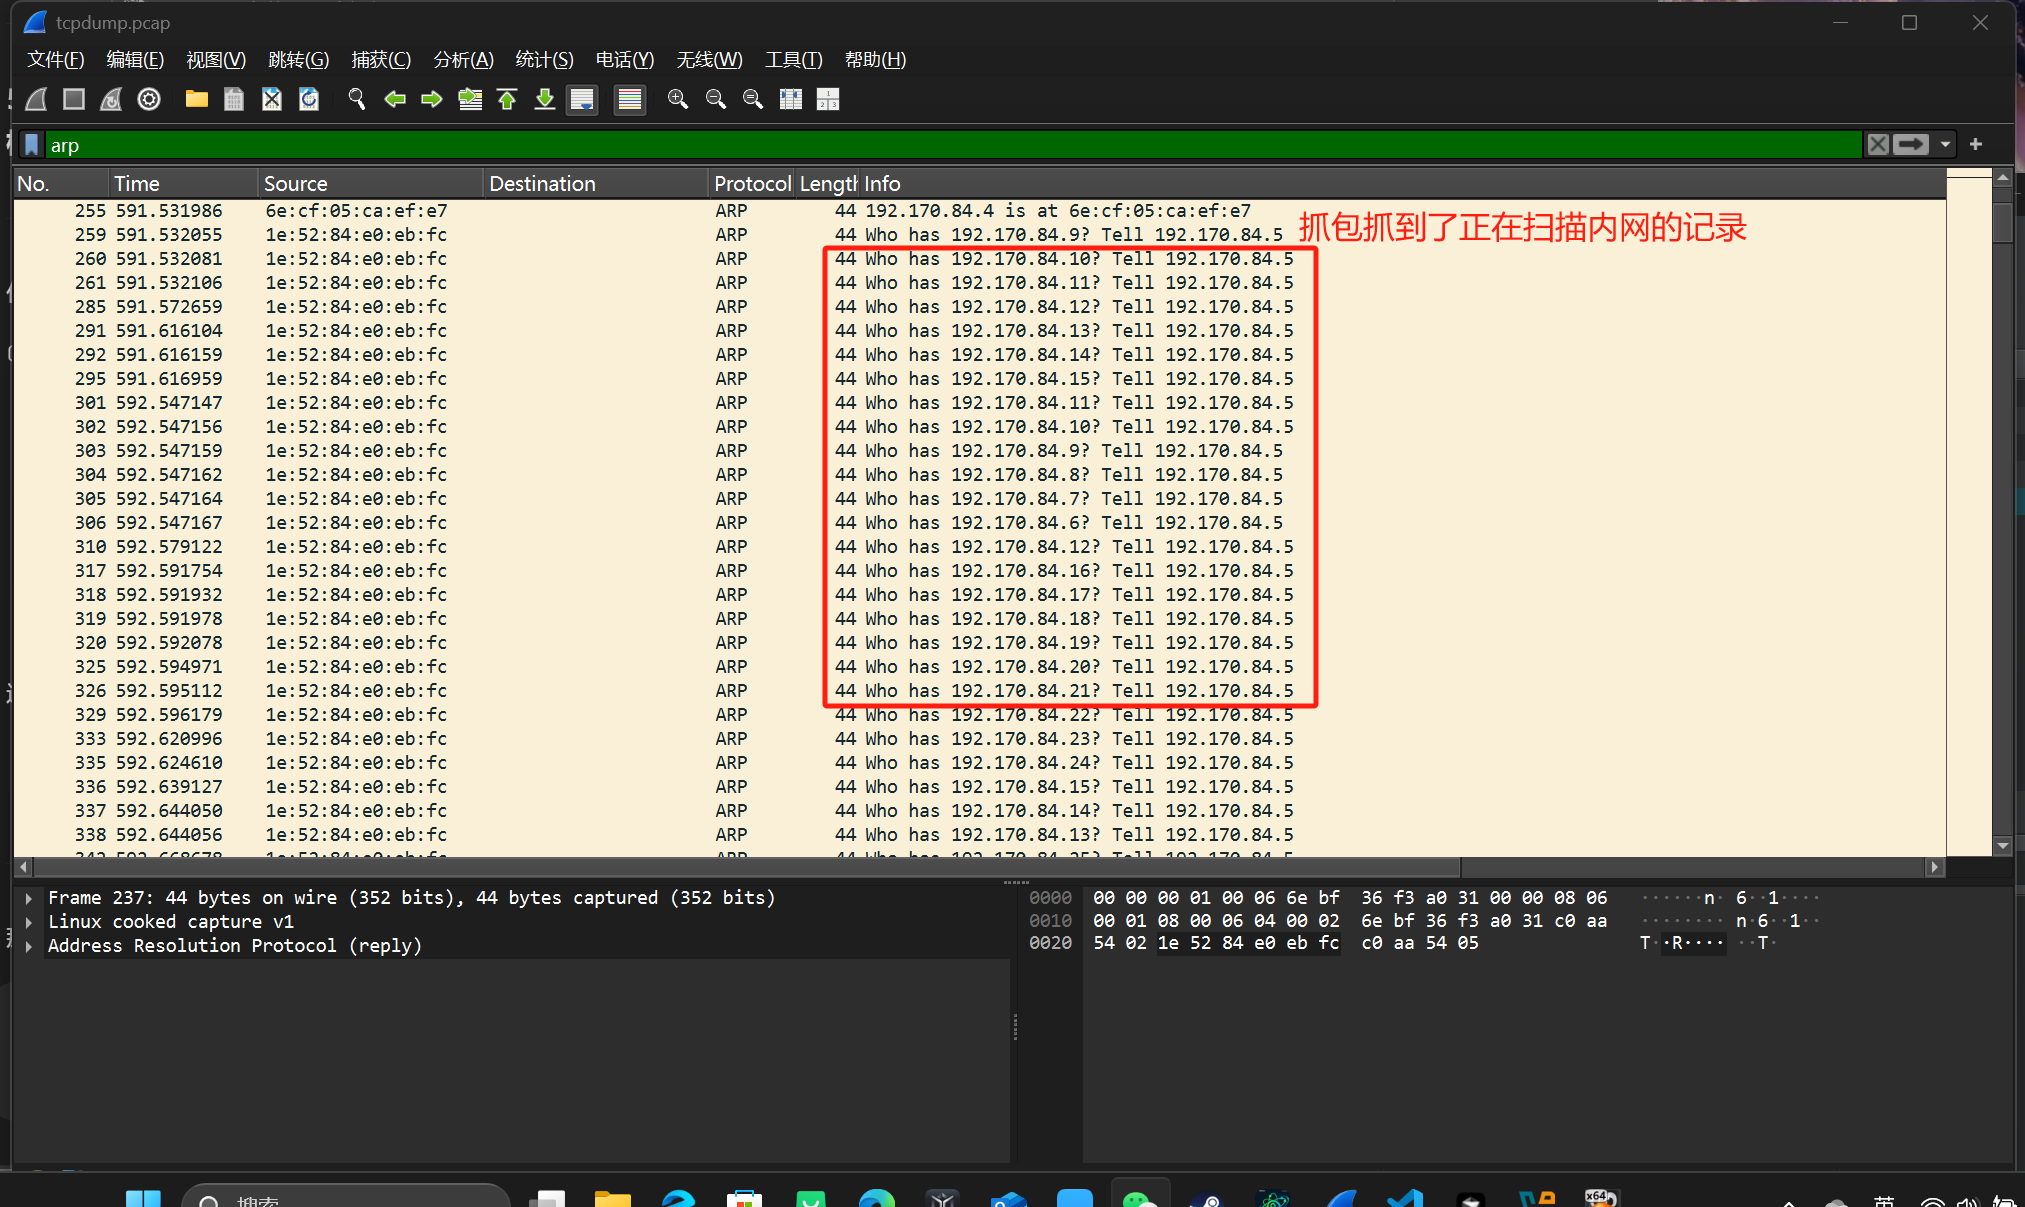 tcpdump.pcap
文件(F) 编辑(E) 视图(V) 跳转(G) 捕获(C) 分析(A) 统计(S) 电话(Y) 无线(W) 工具(T) 帮助(H)
arp
No. Time Source Destination Protocol Length Info
255 591.531986 6e:cf:05:ca:ef:e7 ARP 44 192.170.84.4 is at 6e:cf:05:ca:ef:e7
抓包抓到了正在扫描内网的记录
259 591.532055 1e:52:84:e0:eb:fc ARP 44 Who has 192.170.84.9? Tell 192.170.84.5
260 591.532081 1e:52:84:e0:eb:fc ARP 44 Who has 192.170.84.10? Tell 192.170.84.5
261 591.532106 1e:52:84:e0:eb:fc ARP 44 Who has 192.170.84.11? Tell 192.170.84.5
285 591.572659 1e:52:84:e0:eb:fc ARP 44 Who has 192.170.84.12? Tell 192.170.84.5
291 591.616104 1e:52:84:e0:eb:fc ARP 44 Who has 192.170.84.13? Tell 192.170.84.5
292 591.616159 1e:52:84:e0:eb:fc ARP 44 Who has 192.170.84.14? Tell 192.170.84.5
295 591.616959 1e:52:84:e0:eb:fc ARP 44 Who has 192.170.84.15? Tell 192.170.84.5
301 592.547147 1e:52:84:e0:eb:fc ARP 44 Who has 192.170.84.11? Tell 192.170.84.5
302 592.547156 1e:52:84:e0:eb:fc ARP 44 Who has 192.170.84.10? Tell 192.170.84.5
303 592.547159 1e:52:84:e0:eb:fc ARP 44 Who has 192.170.84.9? Tell 192.170.84.5
304 592.547162 1e:52:84:e0:eb:fc ARP 44 Who has 192.170.84.8? Tell 192.170.84.5
305 592.547164 1e:52:84:e0:eb:fc ARP 44 Who has 192.170.84.7? Tell 192.170.84.5
306 592.547167 1e:52:84:e0:eb:fc ARP 44 Who has 192.170.84.6? Tell 192.170.84.5
310 592.579122 1e:52:84:e0:eb:fc ARP 44 Who has 192.170.84.12? Tell 192.170.84.5
317 592.591754 1e:52:84:e0:eb:fc ARP 44 Who has 192.170.84.16? Tell 192.170.84.5
318 592.591932 1e:52:84:e0:eb:fc ARP 44 Who has 192.170.84.17? Tell 192.170.84.5
319 592.591978 1e:52:84:e0:eb:fc ARP 44 Who has 192.170.84.18? Tell 192.170.84.5
320 592.592078 1e:52:84:e0:eb:fc ARP 44 Who has 192.170.84.19? Tell 192.170.84.5
325 592.594971 1e:52:84:e0:eb:fc ARP 44 Who has 192.170.84.20? Tell 192.170.84.5
326 592.595112 1e:52:84:e0:eb:fc ARP 44 Who has 192.170.84.21? Tell 192.170.84.5
329 592.596179 1e:52:84:e0:eb:fc ARP 44 Who has 192.170.84.22? Tell 192.170.84.5
333 592.620996 1e:52:84:e0:eb:fc ARP 44 Who has 192.170.84.23? Tell 192.170.84.5
335 592.624610 1e:52:84:e0:eb:fc ARP 44 Who has 192.170.84.24? Tell 192.170.84.5
336 592.639127 1e:52:84:e0:eb:fc ARP 44 Who has 192.170.84.15? Tell 192.170.84.5
337 592.644050 1e:52:84:e0:eb:fc ARP 44 Who has 192.170.84.14? Tell 192.170.84.5
338 592.644056 1e:52:84:e0:eb:fc ARP 44 Who has 192.170.84.13? Tell 192.170.84.5
Frame 237: 44 bytes on wire (352 bits), 44 bytes captured (352 bits)
Linux cooked capture v1
Address Resolution Protocol (reply)
0000 00 00 00 01 00 06 6e bf 36 f3 a0 31 00 00 08 06 ······n· 6··1····
0010 00 01 08 00 06 04 00 02 6e bf 36 f3 a0 31 c0 aa ········ n·6··1··
0020 54 02 1e 52 84 e0 eb fc c0 aa 54 05 T··R···· ··T·
搜索
x64
英